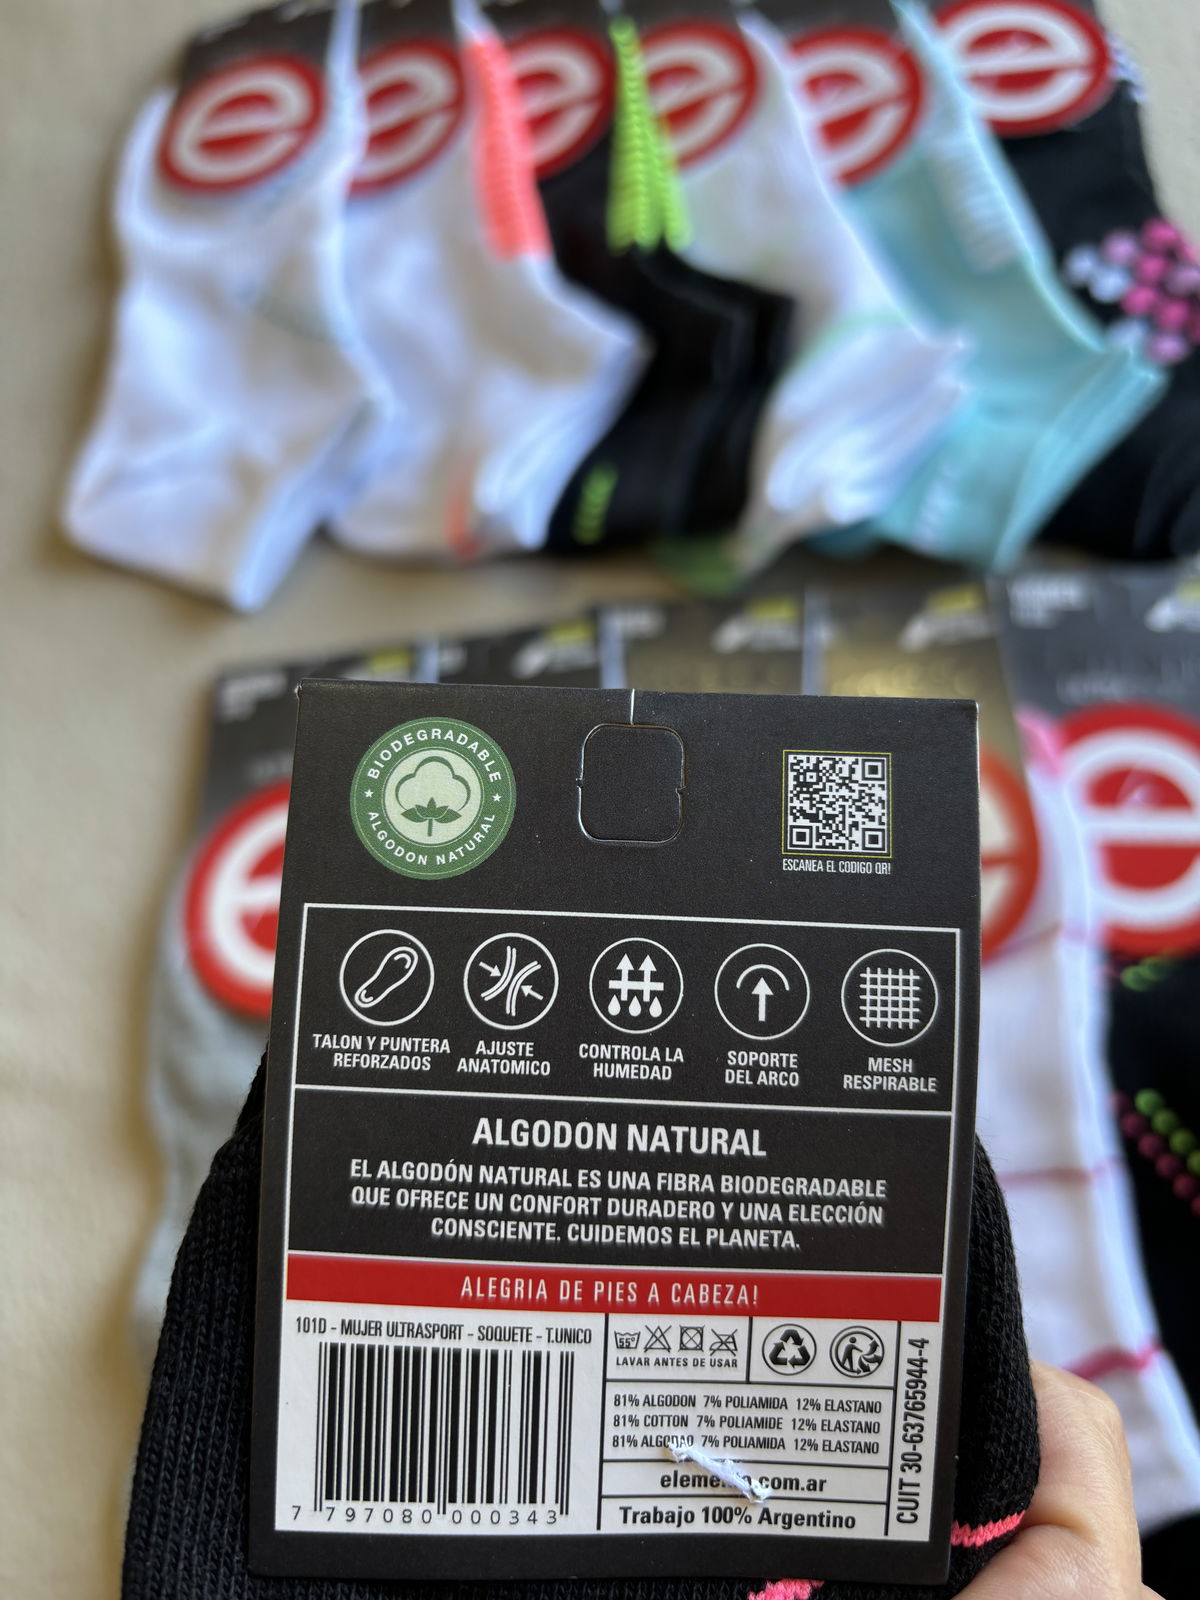 BIODEGRADABLE
ALGODON NATURAL
ESCANEA EL CODIGO QR!
TALON Y PUNTERA
REFORZADOS
AJUSTE
ANATOMICO
CONTROLA LA
HUMEDAD
SOPORTE
DEL ARCO
MESH
RESPIRABLE
ALGODON NATURAL
EL ALGODÓN NATURAL ES UNA FIBRA BIODEGRADABLE
QUE OFRECE UN CONFORT DURADERO Y UNA ELECCIÓN
CONSCIENTE. CUIDEMOS EL PLANETA.
ALEGRIA DE PIES A CABEZA!
101D - MUJER ULTRASPORT - SOQUETE - T.UNICO
7 797080 000343
55°
LAVAR ANTES DE USAR
81% ALGODON 7% POLIAMIDA 12% ELASTANO
81% COTTON 7% POLIAMIDE 12% ELASTANO
81% ALGODAO 7% POLIAMIDA 12% ELASTANO
.com.ar
Trabajo 100% Argentino
CUIT 30-63765944-4